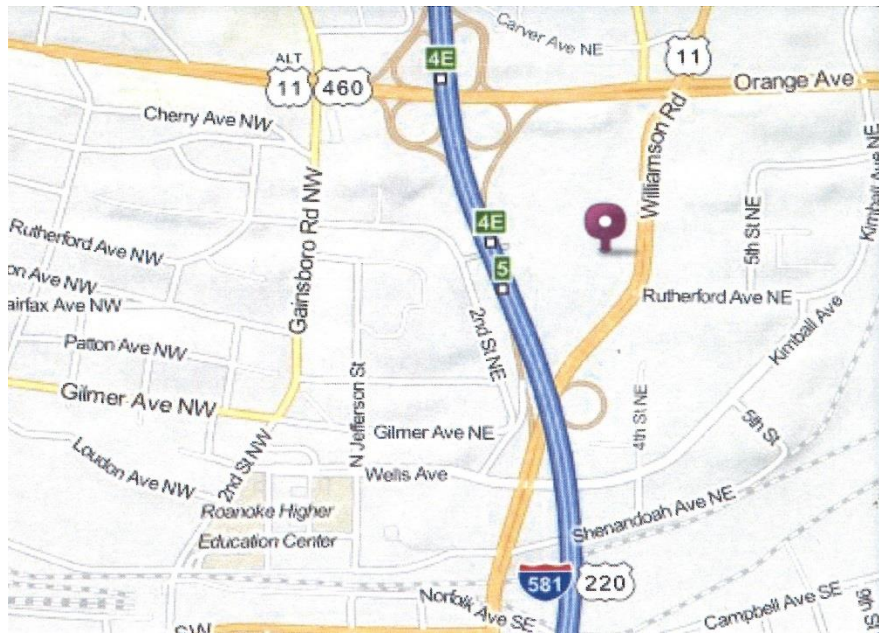 Carver Ave NE
4E
11
ALT
11 460
Orange Ave
Cherry Ave NW
Williamson Rd
Kimball Ave NE
Gainsboro Rd NW
5th St NE
4E
Rutherford Ave NW
5
on Ave NW
Rutherford Ave NE
airfax Ave NW
2nd St NE
Kimball Ave
Patton Ave NW
N Jefferson St
Gilmer Ave NW
4th St NE
5th St
Gilmer Ave NE
2nd St NW
Loudon Ave NW
Wells Ave
Roanoke Higher
Education Center
Shenandoah Ave NE
581 220
Norfolk Ave SE
Campbell Ave SE